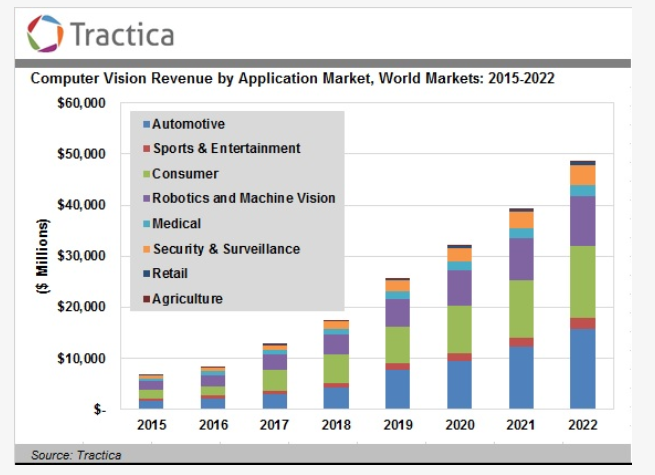 Tractica
Computer Vision Revenue by Application Market, World Markets: 2015-2022
$60,000
$50,000
$40,000
$30,000
$20,000
$10,000
$-
($ Millions)
Automotive
Sports & Entertainment
Consumer
Robotics and Machine Vision
Medical
Security & Surveillance
Retail
Agriculture
2015 2016 2017 2018 2019 2020 2021 2022
Source: Tractica